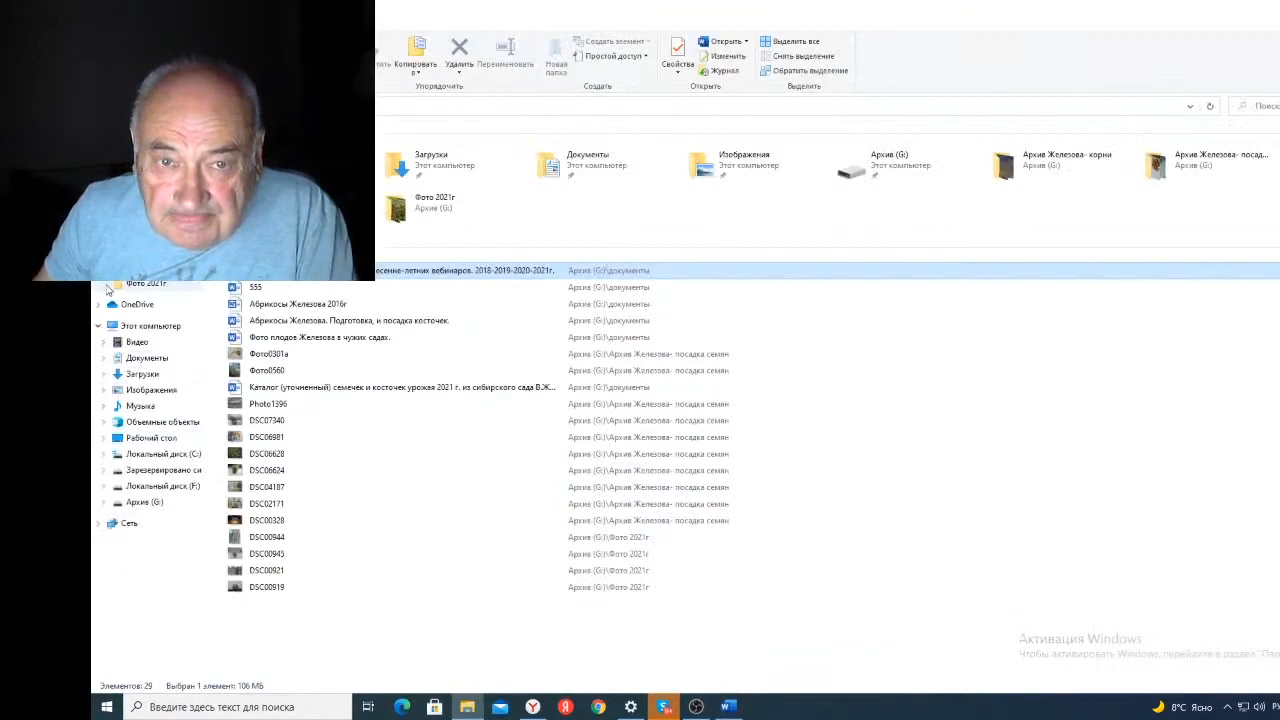 Копировать в
Удалить
Переименовать
Новая папка
Создать элемент
Простой доступ
Свойства
Открыть
Изменить
Журнал
Выделить все
Снять выделение
Обратить выделение
Упорядочить
Создать
Открыть
Выделить
Загрузки
Этот компьютер
Документы
Этот компьютер
Изображения
Этот компьютер
Архив (G:)
Этот компьютер
Архив Железова- корни
Архив (G:)
Архив Железова- посад...
Архив (G:)
Фото 2021г
Архив (G:)
летних вебинаров. 2018-2019-2020-2021г. Архив (G:)\документы
Фото 2021г
555 Архив (G:)\документы
OneDrive
Абрикосы Железова 2016г Архив (G:)\документы
Этот компьютер
Абрикосы Железова. Подготовка, и посадка косточек. Архив (G:)\документы
Видео
Фото плодов Железова в чужих садах. Архив (G:)\документы
Документы
Фото0301а Архив (G:)\Архив Железова- посадка семян
Загрузки
Фото0560 Архив (G:)\Архив Железова- посадка семян
Изображения
Каталог (уточненный) семечек и косточек урожая 2021 г. из сибирского сада В.Ж... Архив (G:)\документы
Музыка
Photo1396 Архив (G:)\Архив Железова- посадка семян
Объемные объекты
DSC07340 Архив (G:)\Архив Железова- посадка семян
Рабочий стол
DSC06981 Архив (G:)\Архив Железова- посадка семян
Локальный диск (C:)
DSC06628 Архив (G:)\Архив Железова- посадка семян
Зарезервировано си
DSC06624 Архив (G:)\Архив Железова- посадка семян
Локальный диск (F:)
DSC04187 Архив (G:)\Архив Железова- посадка семян
Архив (G:)
DSC02171 Архив (G:)\Архив Железова- посадка семян
Сеть
DSC00328 Архив (G:)\Архив Железова- посадка семян
DSC00944 Архив (G:)\Фото 2021г
DSC00945 Архив (G:)\Фото 2021г
DSC00921 Архив (G:)\Фото 2021г
DSC00919 Архив (G:)\Фото 2021г
Активация Windows
Чтобы активировать Windows, перейдите в раздел
Элементов: 29 Выбран 1 элемент: 106 МБ
Введите здесь текст для поиска
8°C Ясно